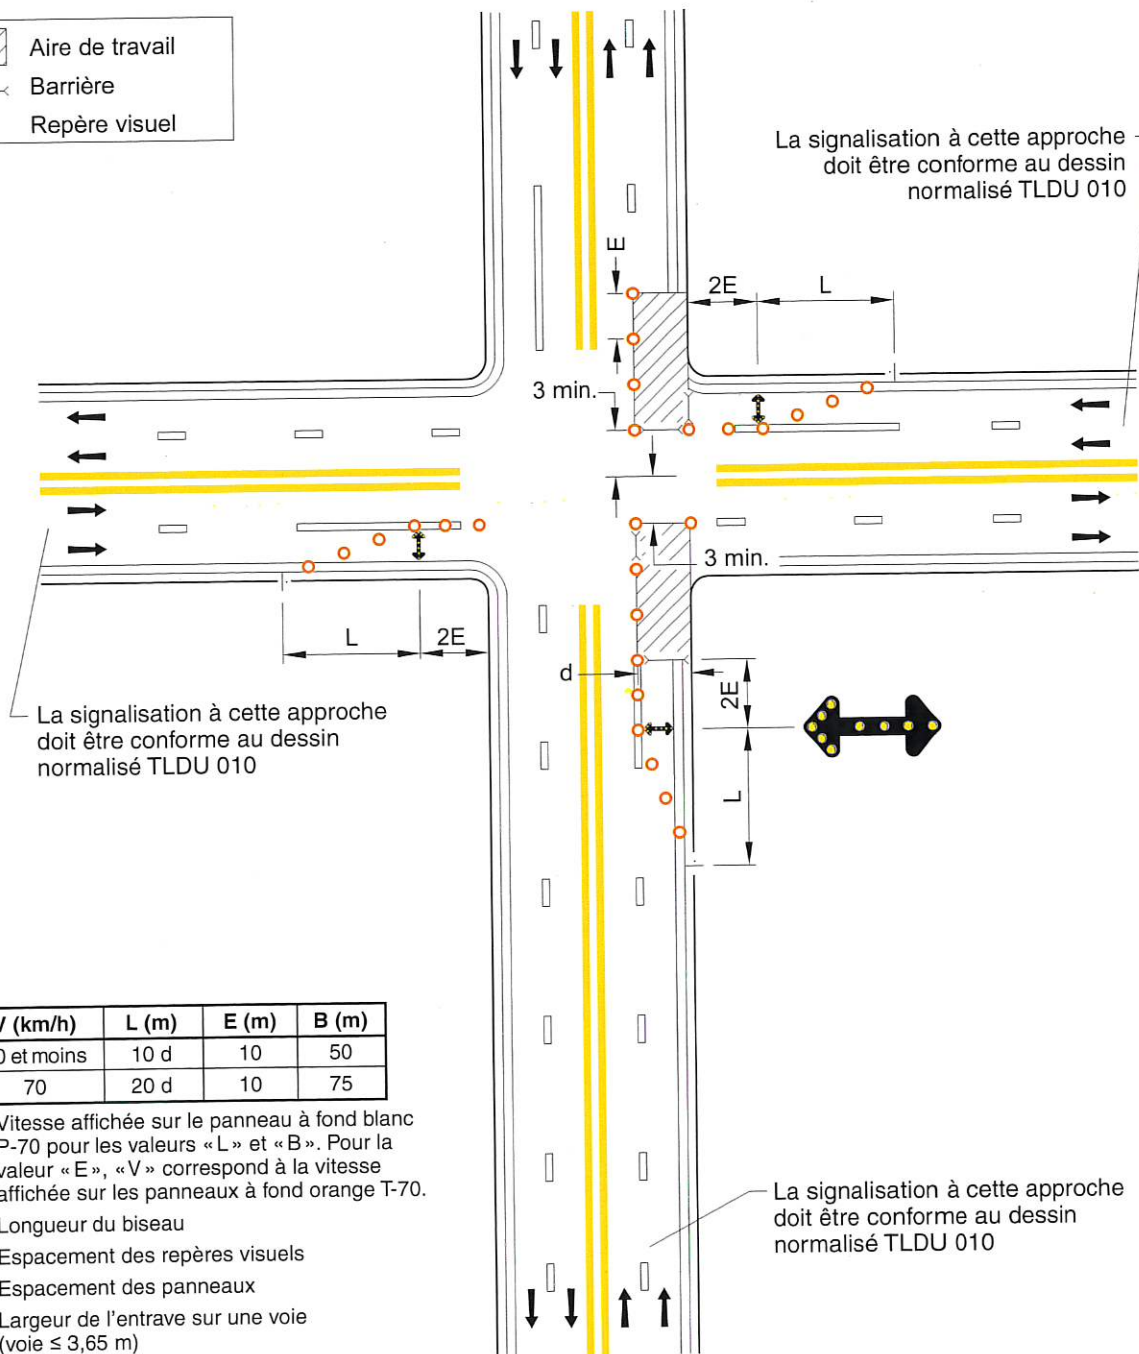 Aire de travail
Barrière
Repère visuel
La signalisation à cette approche
doit être conforme au dessin
normalisé TLDU 010
E
2E
L
3 min.
3 min.
L
2E
d
2E
L
La signalisation à cette approche
doit être conforme au dessin
normalisé TLDU 010
(km/h) L (m) E (m) B (m)
et moins 10 d 10 50
70 20 d 10 75
Vitesse affichée sur le panneau à fond blanc
P-70 pour les valeurs « L » et « B ». Pour la
valeur « E », « V » correspond à la vitesse
affichée sur les panneaux à fond orange T-70.
Longueur du biseau
Espacement des repères visuels
Espacement des panneaux
Largeur de l'entrave sur une voie
(voie ≤ 3,65 m)
La signalisation à cette approche
doit être conforme au dessin
normalisé TLDU 010